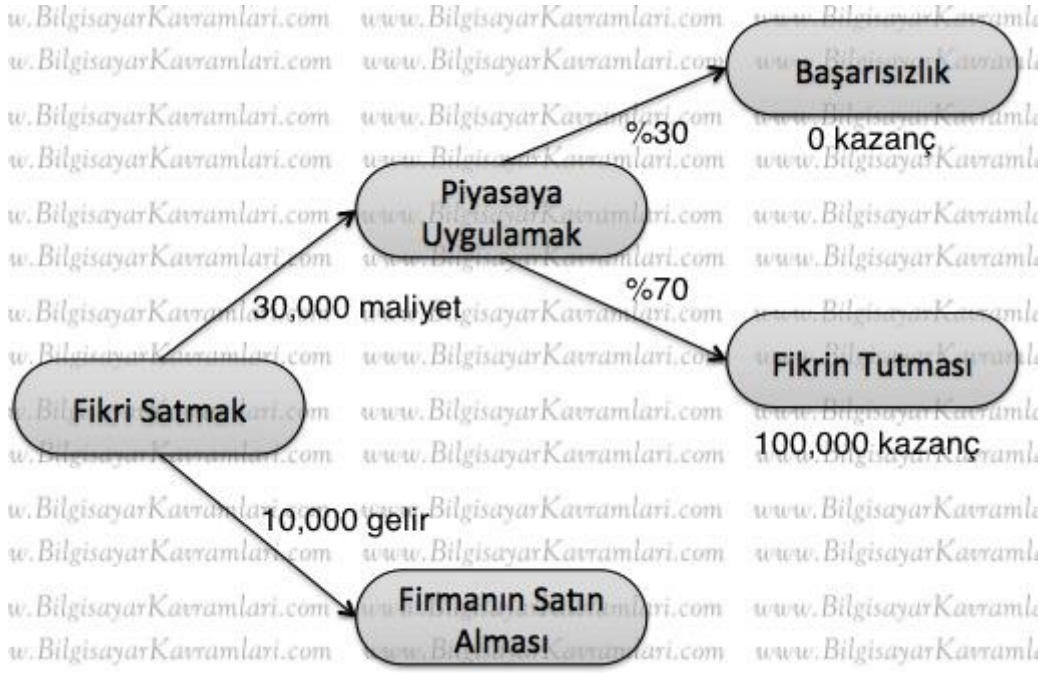 Başarısızlık
%30
0 kazanç
Piyasaya
Uygulamak
%70
30,000 maliyet
Fikrin Tutması
Fikri Satmak
100,000 kazanç
10,000 gelir
Firmanın Satın
Alması
www.BilgisayarKavramlari.com